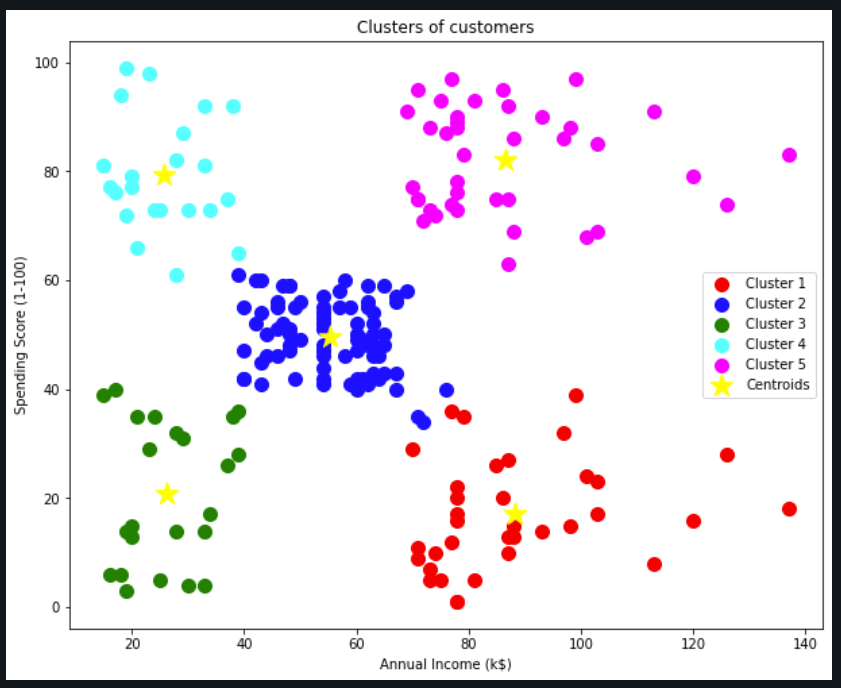 Clusters of customers
100
80
60
40
20
0
Spending Score (1-100)
Cluster 1
Cluster 2
Cluster 3
Cluster 4
Cluster 5
Centroids
20 40 60 80 100 120 140
Annual Income (k$)